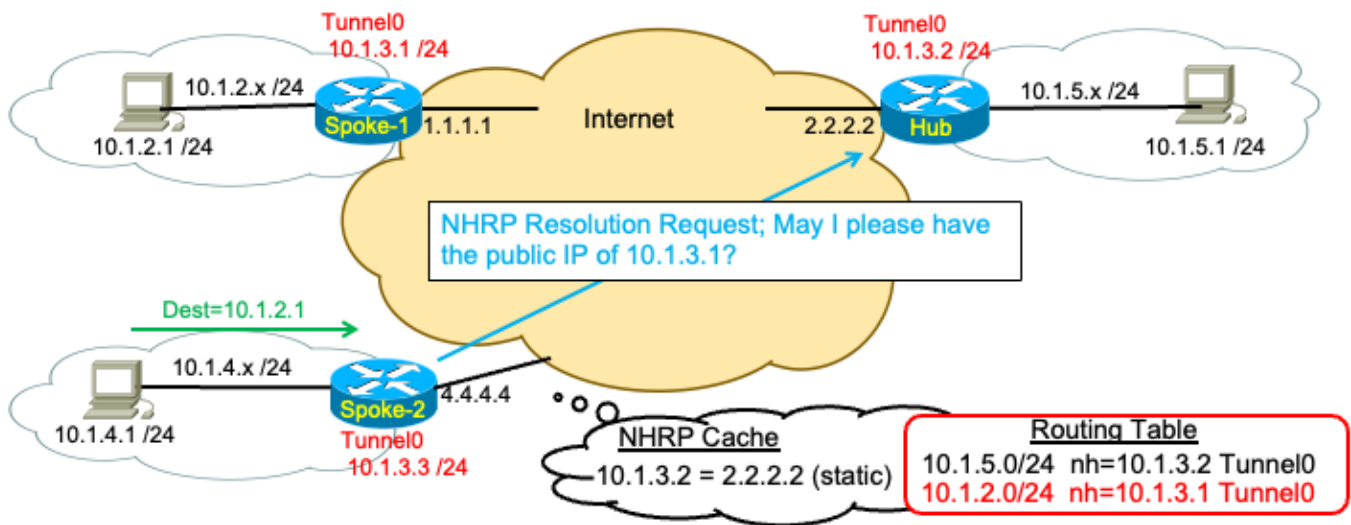 Tunnel0
10.1.3.1 /24
Tunnel0
10.1.3.2 /24
10.1.2.x /24
10.1.5.x /24
Spoke-1
1.1.1.1
Internet
2.2.2.2
Hub
10.1.2.1 /24
10.1.5.1 /24
NHRP Resolution Request; May I please have
the public IP of 10.1.3.1?
Dest=10.1.2.1
10.1.4.x /24
Spoke-2
4.4.4.4
10.1.4.1 /24
Tunnel0
10.1.3.3 /24
NHRP Cache
10.1.3.2 = 2.2.2.2 (static)
Routing Table
10.1.5.0/24 nh=10.1.3.2 Tunnel0
10.1.2.0/24 nh=10.1.3.1 Tunnel0